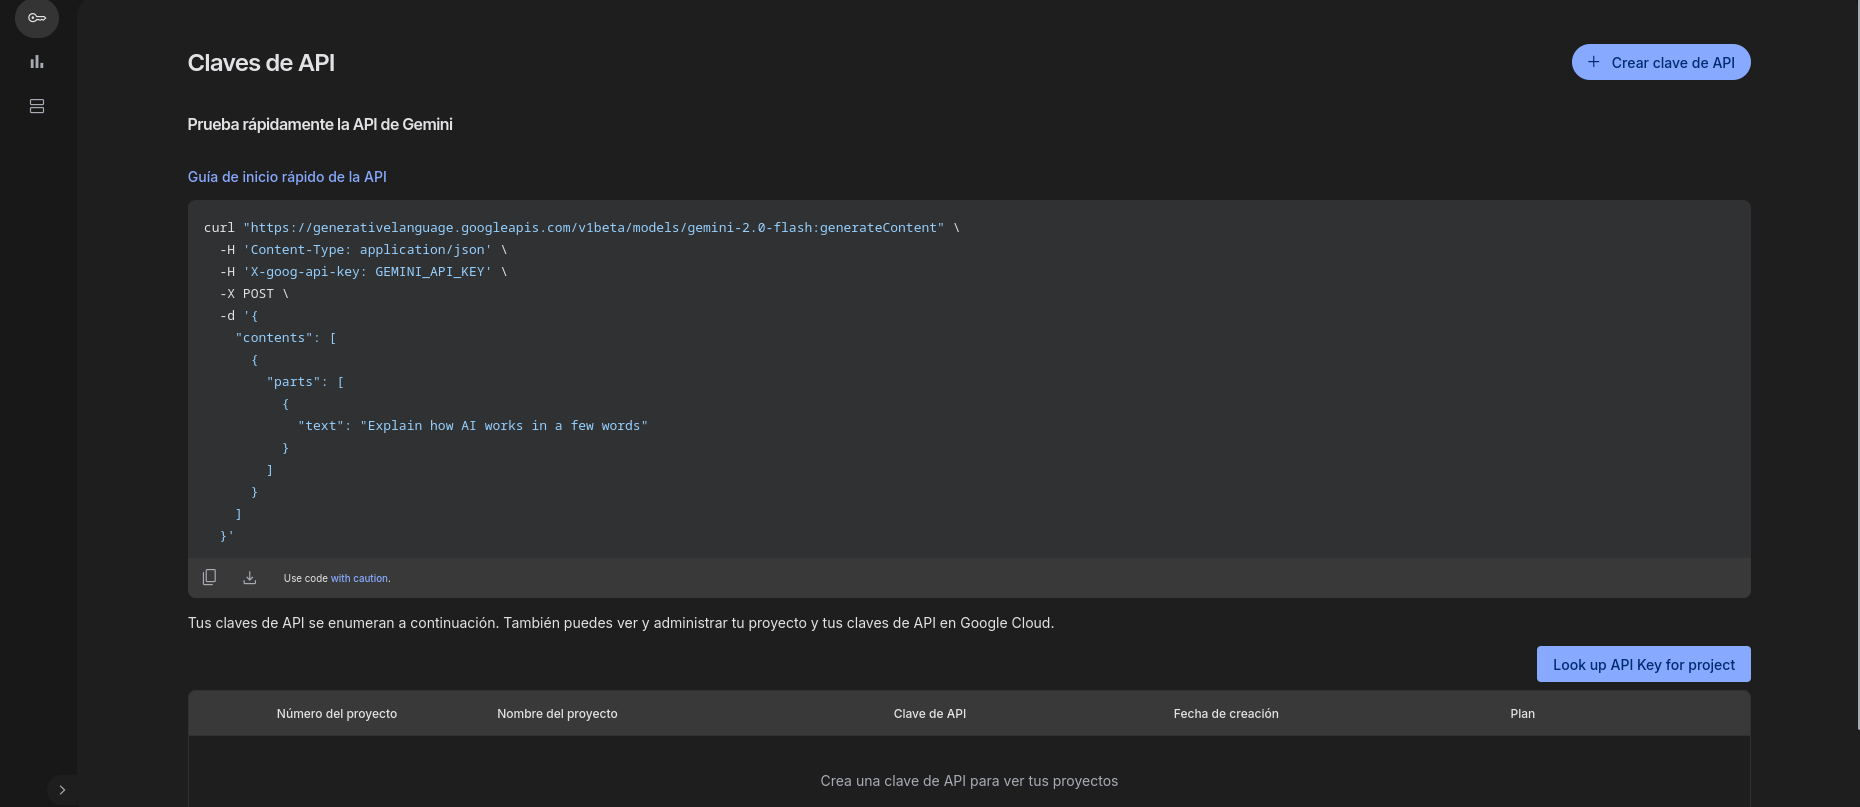 Claves de API
Crear clave de API
Prueba rápidamente la API de Gemini
Guía de inicio rápido de la API
curl "https://generativelanguage.googleapis.com/v1beta/models/gemini-2.0-flash:generateContent" \
  -H 'Content-Type: application/json' \
  -H 'X-goog-api-key: GEMINI_API_KEY' \
  -X POST \
  -d '{
    "contents": [
      {
        "parts": [
          {
            "text": "Explain how AI works in a few words"
          }
        ]
      }
    ]
  }'
Use code with caution.
Tus claves de API se enumeran a continuación. También puedes ver y administrar tu proyecto y tus claves de API en Google Cloud.
Look up API Key for project
Número del proyecto Nombre del proyecto Clave de API Fecha de creación Plan
Crea una clave de API para ver tus proyectos